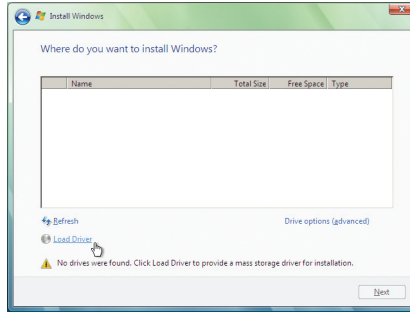 Install Windows
Where do you want to install Windows?
Name Total Size Free Space Type
Refresh Drive options (advanced)
Load Driver
No drives were found. Click Load Driver to provide a mass storage driver for installation.
Next